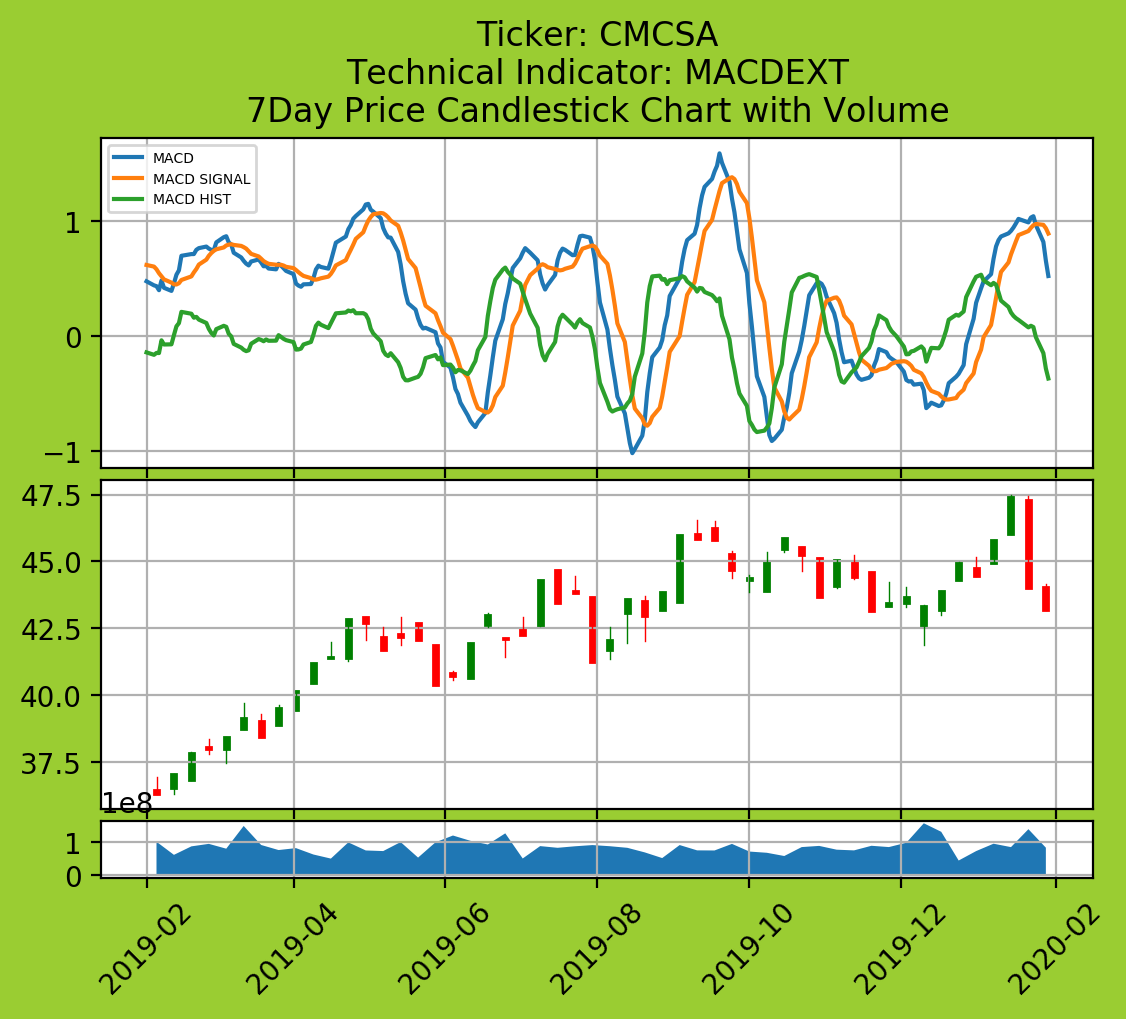 Ticker: CMCSA
Technical Indicator: MACDEXT
7Day Price Candlestick Chart with Volume
MACD
MACD SIGNAL
MACD HIST
1
0
−1
47.5
45.0
42.5
40.0
37.5
1e8
1
0
2019-02
2019-04
2019-06
2019-08
2019-10
2019-12
2020-02